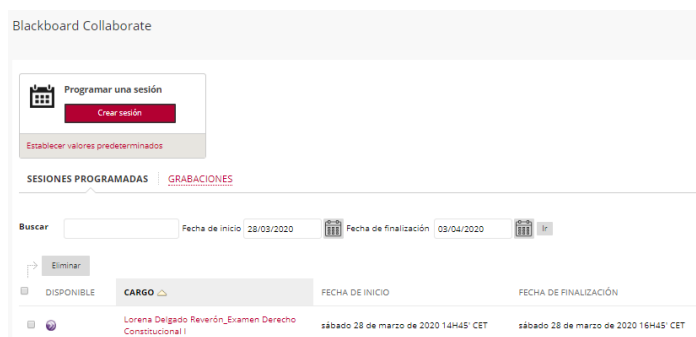 Blackboard Collaborate
Programar una sesión
Crear sesión
Establecer valores predeterminados
SESIONES PROGRAMADAS GRABACIONES
Buscar Fecha de inicio 28/03/2020 Fecha de finalización 03/04/2020 Ir
Eliminar
DISPONIBLE CARGO FECHA DE INICIO FECHA DE FINALIZACIÓN
Lorena Delgado Reverón_Examen Derecho
Constitucional I sábado 28 de marzo de 2020 14H45' CET sábado 28 de marzo de 2020 16H45' CET